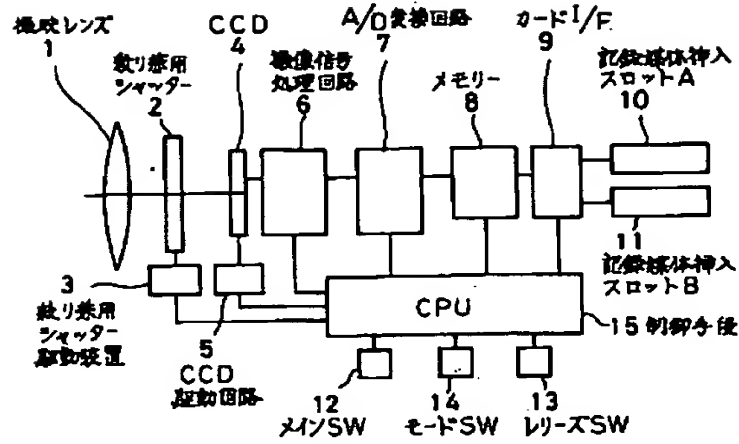 撮映レンズ
1
絞り兼用
シャッター
2
CCD
4
撮像信号
処理回路
6
A/D変換回路
7
メモリー
8
カードI/F
9
記録媒体挿入
スロットA
10
11
記録媒体挿入
スロットB
3
絞り兼用
シャッター
駆動装置
5
CCD
駆動回路
CPU
15制御手段
12
メインSW
14
モードSW
13
レリーズSW